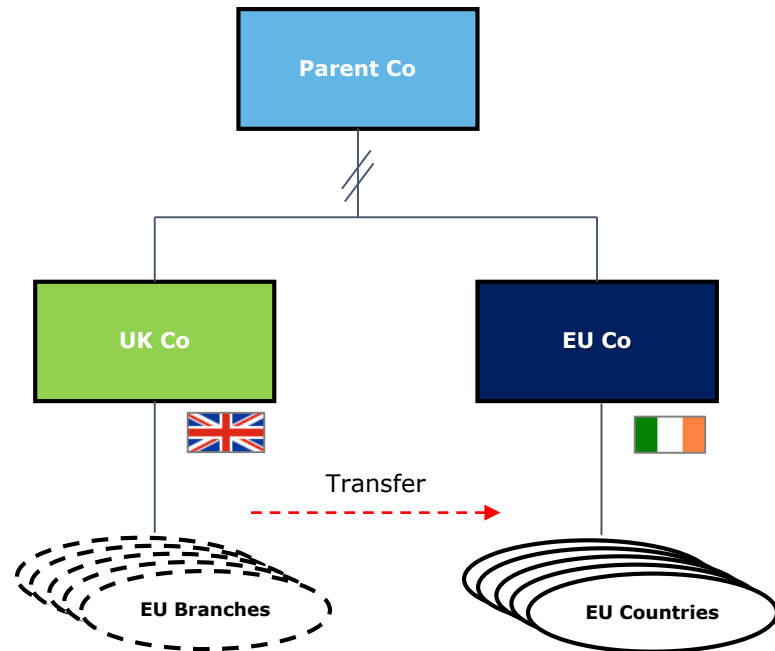 Parent Co
UK Co
EU Co
Transfer
EU Branches
EU Countries